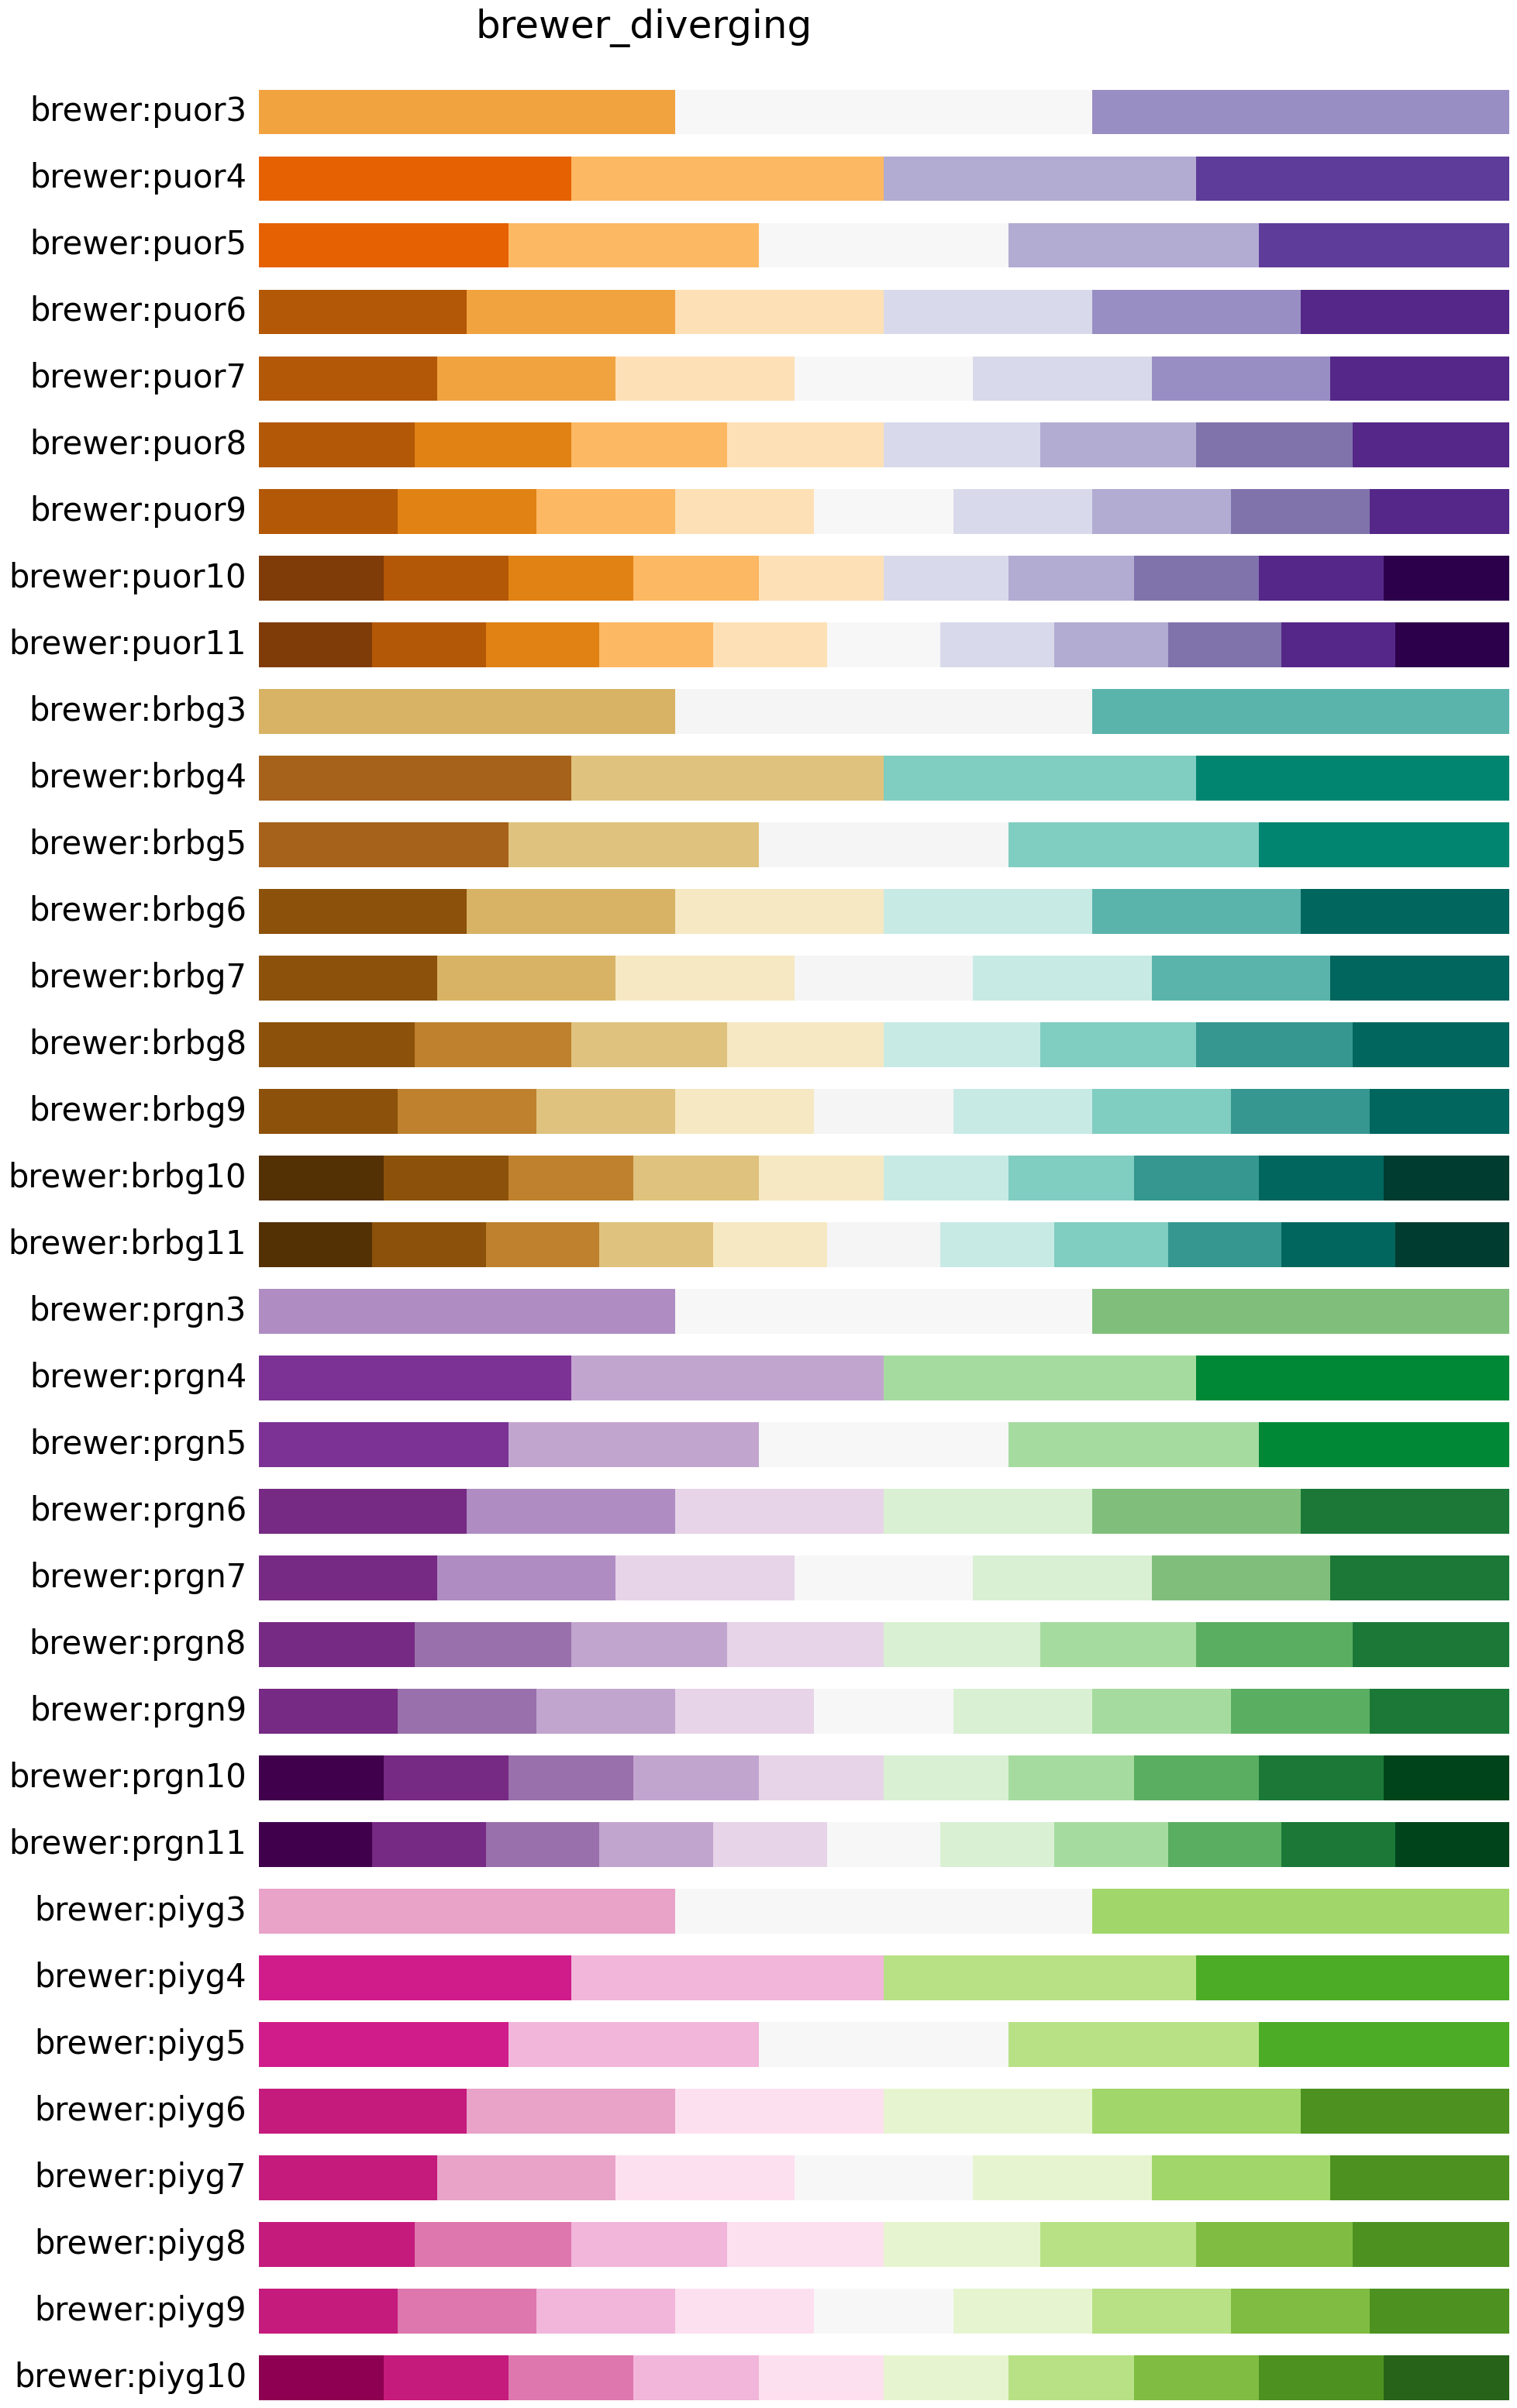 brewer_diverging
brewer:puor3
brewer:puor4
brewer:puor5
brewer:puor6
brewer:puor7
brewer:puor8
brewer:puor9
brewer:puor10
brewer:puor11
brewer:brbg3
brewer:brbg4
brewer:brbg5
brewer:brbg6
brewer:brbg7
brewer:brbg8
brewer:brbg9
brewer:brbg10
brewer:brbg11
brewer:prgn3
brewer:prgn4
brewer:prgn5
brewer:prgn6
brewer:prgn7
brewer:prgn8
brewer:prgn9
brewer:prgn10
brewer:prgn11
brewer:piyg3
brewer:piyg4
brewer:piyg5
brewer:piyg6
brewer:piyg7
brewer:piyg8
brewer:piyg9
brewer:piyg10